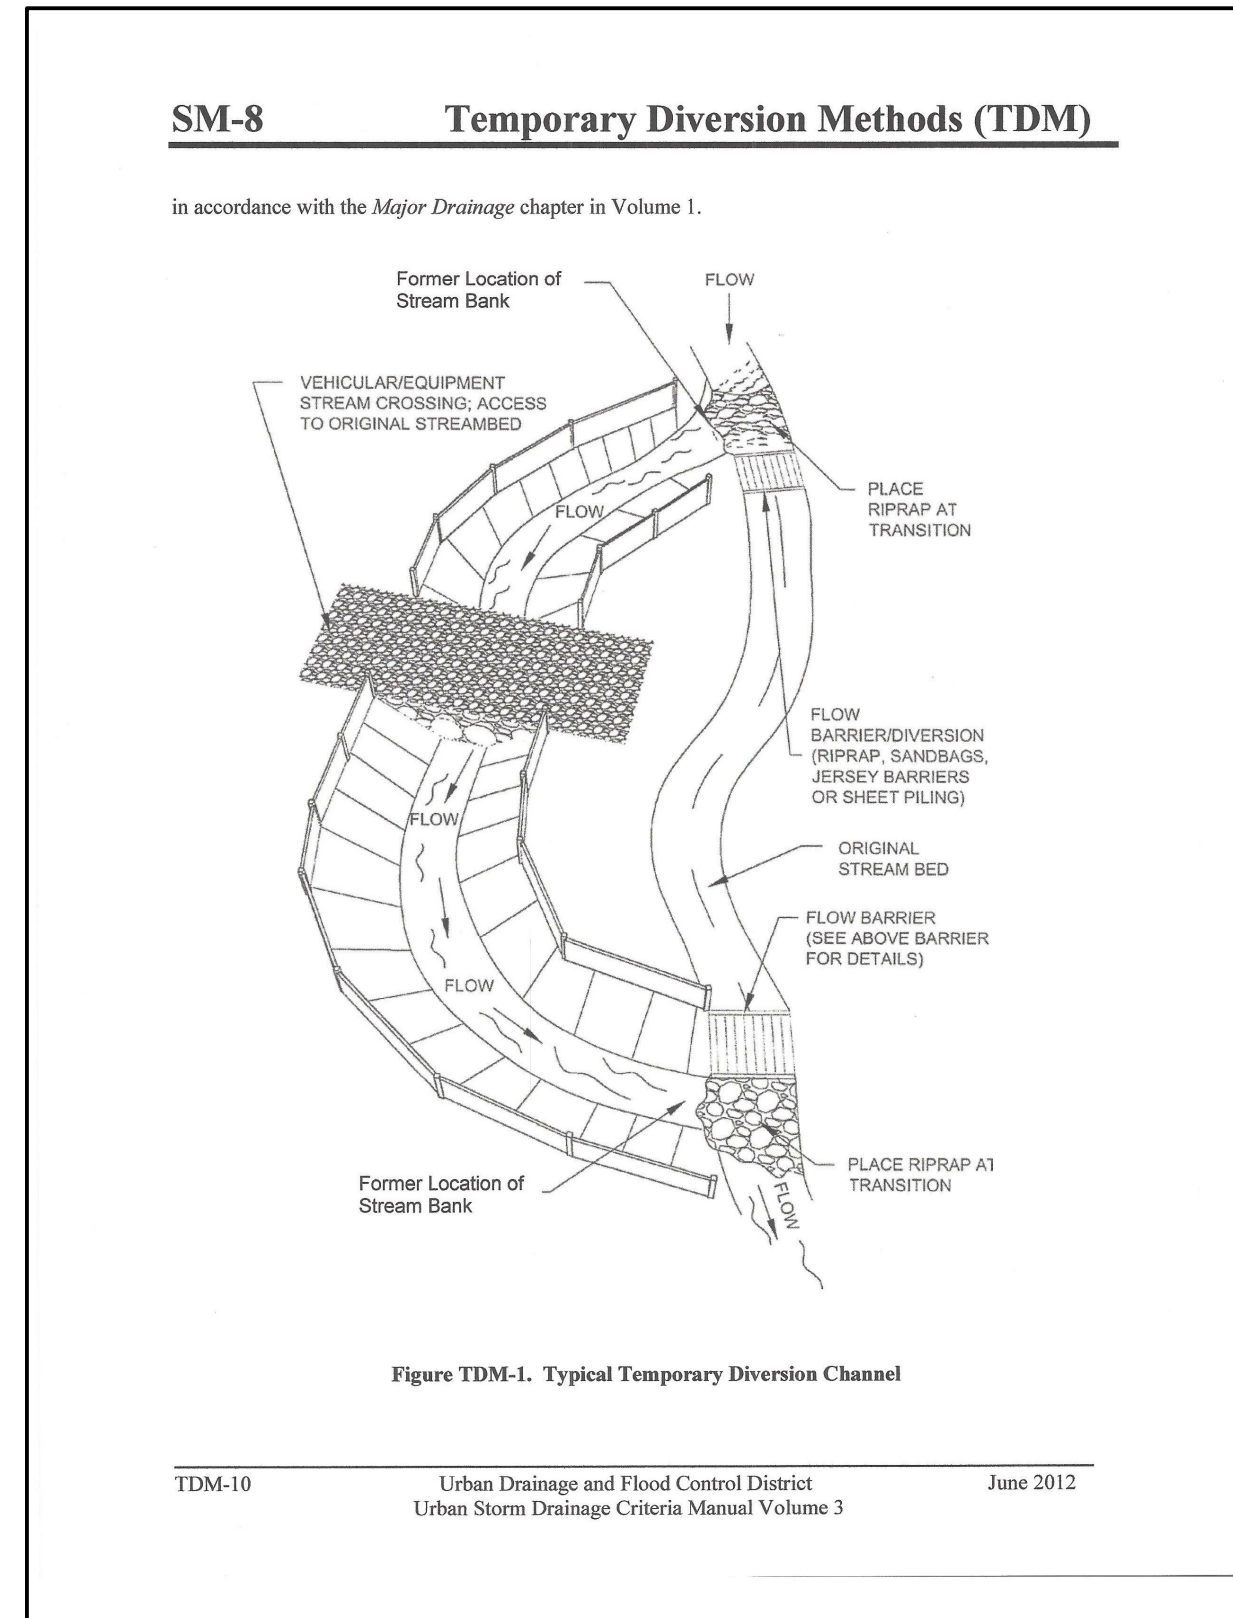 SM-8 Temporary Diversion Methods (TDM)
in accordance with the Major Drainage chapter in Volume 1.
Former Location of
Stream Bank
FLOW
VEHICULAR/EQUIPMENT
STREAM CROSSING; ACCESS
TO ORIGINAL STREAMBED
PLACE
RIPRAP AT
TRANSITION
FLOW
FLOW
BARRIER/DIVERSION
(RIPRAP, SANDBAGS,
JERSEY BARRIERS
OR SHEET PILING)
FLOW
ORIGINAL
STREAM BED
FLOW BARRIER
(SEE ABOVE BARRIER
FOR DETAILS)
FLOW
PLACE RIPRAP AT
TRANSITION
Former Location of
Stream Bank
FLOW
Figure TDM-1. Typical Temporary Diversion Channel
TDM-10 Urban Drainage and Flood Control District June 2012
Urban Storm Drainage Criteria Manual Volume 3